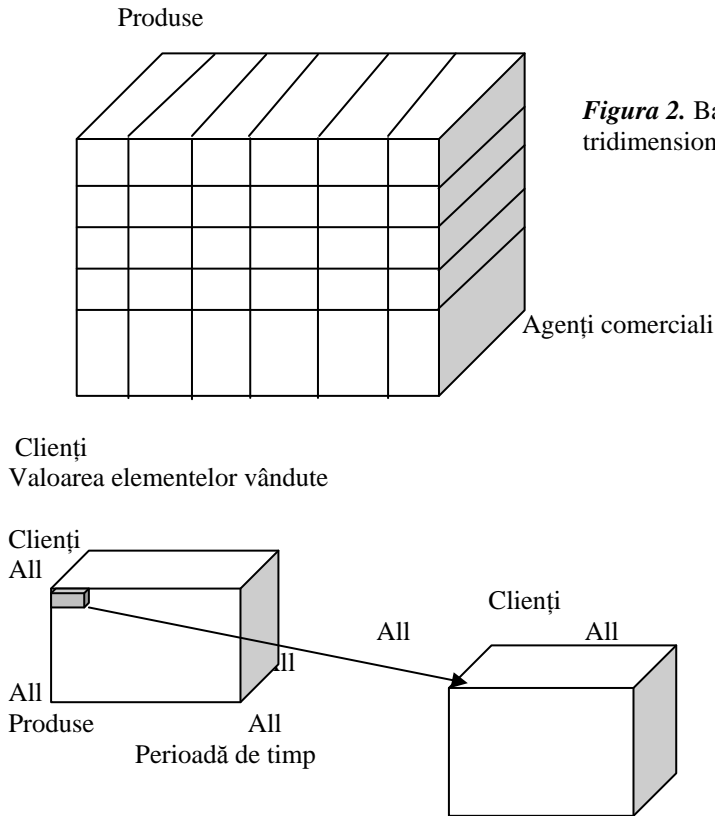 Produse
Figura 2.
tridimension
Agenți comerciali
Clienți
Valoarea elementelor vândute
Clienți
All
Clienți
All
All
All
Produse
All
Perioadă de timp